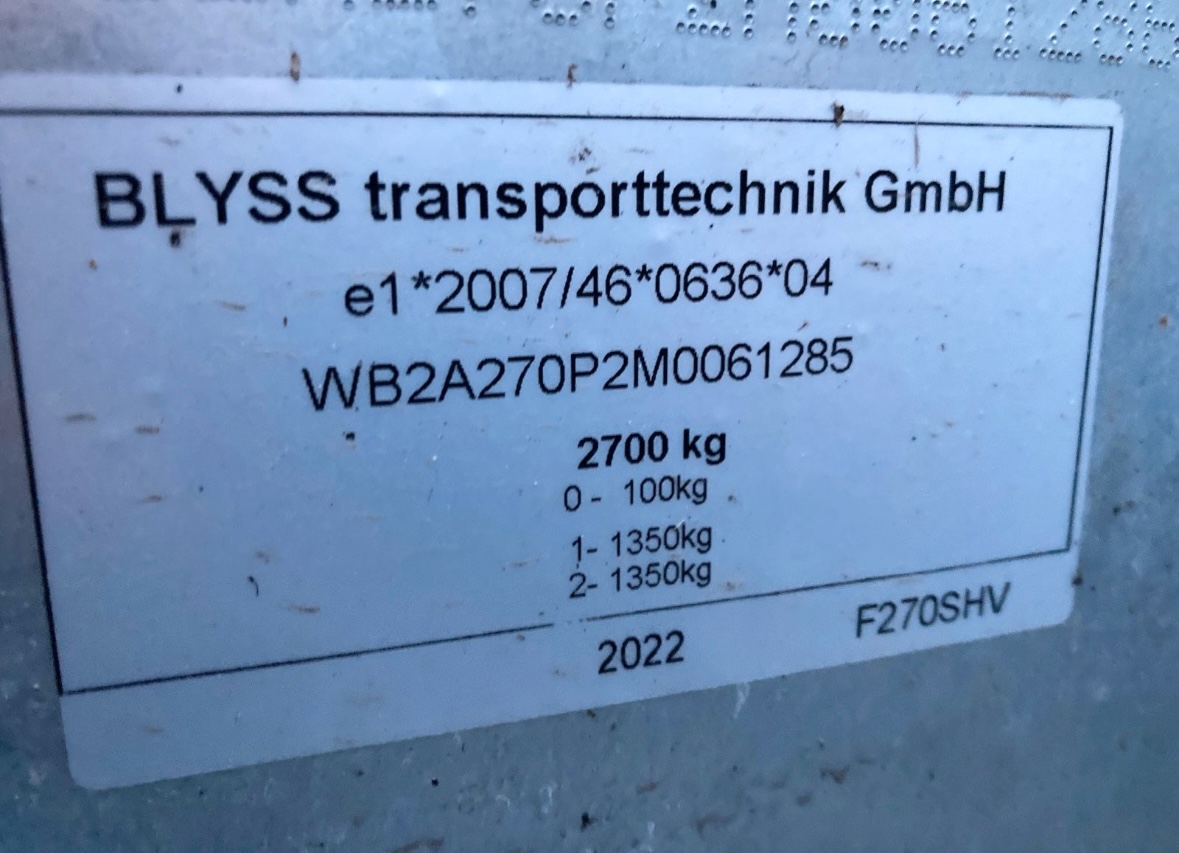 BLYSS transporttechnik GmbH
e1*2007/46*0636*04
WB2A270P2M0061285
2700 kg
0 - 100kg
1- 1350kg
2- 1350kg
2022 F270SHV